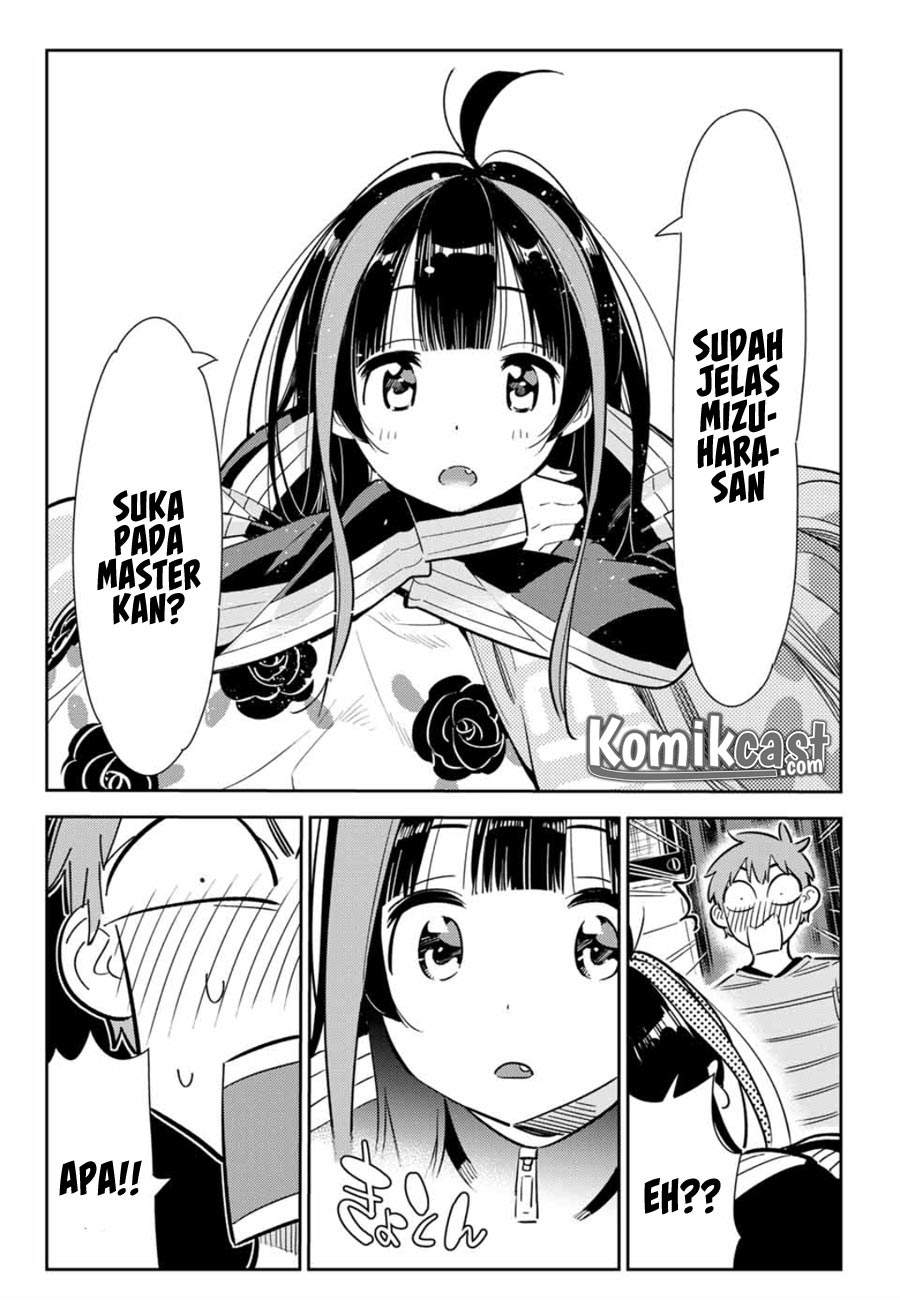 SUDAH
JELAS
MIZU-
HARA-
SAN
SUKA
PADA
MASTER
KAN?
Komikcast
.com
EH??
きょとん
APA!!